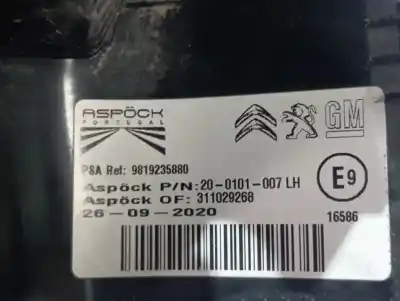 ASPÖCK
PORTUGAL
GM
PSA Ref: 9819235880
Aspöck P/N: 20-0101-007 LH
Aspöck OF: 311029268
26-09-2020
E9
16586